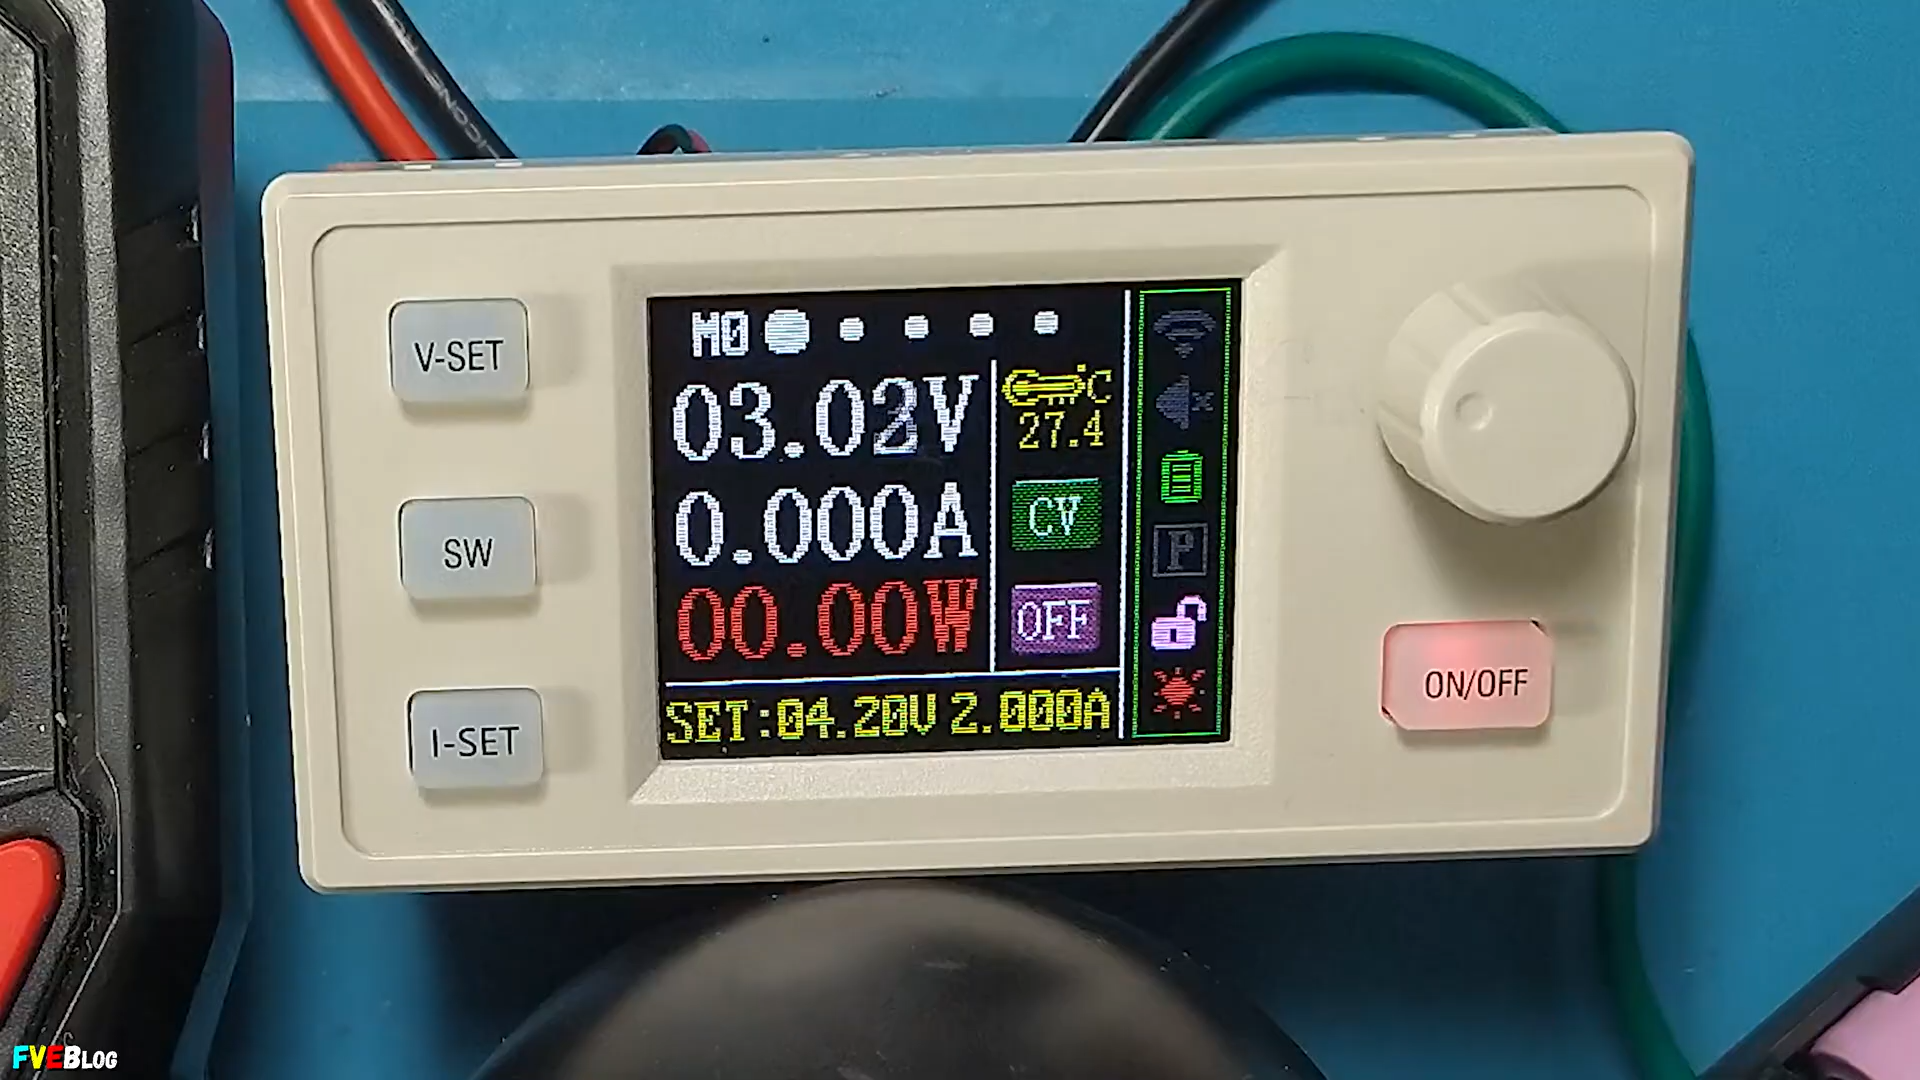 M0
03.02V
°C
27.4
0.000A
CV
00.00W
OFF
P
SET:04.20V 2.000A
V-SET
SW
I-SET
ON/OFF
FVEBLOG